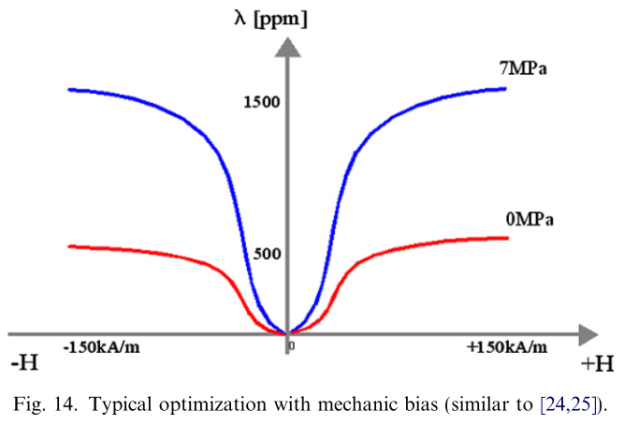 λ [ppm]
7MPa
1500
0MPa
500
-150kA/m
0
+150kA/m
-H
+H
Fig. 14. Typical optimization with mechanic bias (similar to [24,25]).